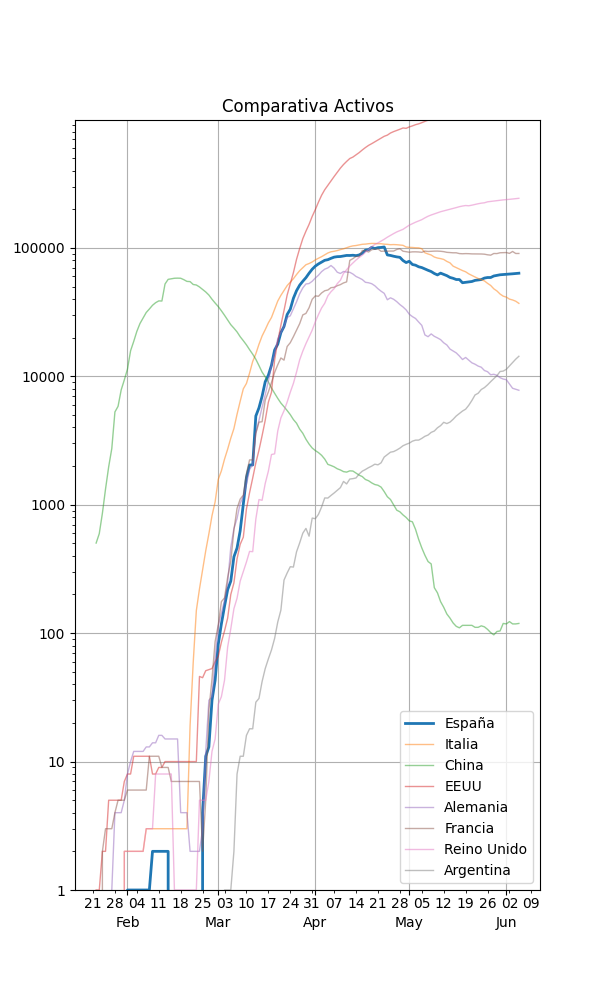 Comparativa Activos
100000
10000
1000
100
10
1
España
Italia
China
EEUU
Alemania
Francia
Reino Unido
Argentina
21 28 04 11 18 25 03 10 17 24 31 07 14 21 28 05 12 19 26 02 09
Feb Mar Apr May Jun